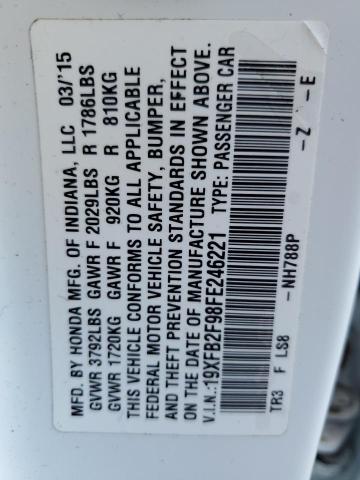 MFD. BY HONDA MFG. OF INDIANA, LLC 03/'15
GVWR 3792LBS GAWR F 2029LBS R 1786LBS
GVWR 1720KG GAWR F 920KG R 810KG
THIS VEHICLE CONFORMS TO ALL APPLICABLE
FEDERAL MOTOR VEHICLE SAFETY, BUMPER,
AND THEFT PREVENTION STANDARDS IN EFFECT
ON THE DATE OF MANUFACTURE SHOWN ABOVE.
V.I.N.:19XFB2F98FE246221 TYPE: PASSENGER CAR
TR3 F LS8 -NH788P -Z -E